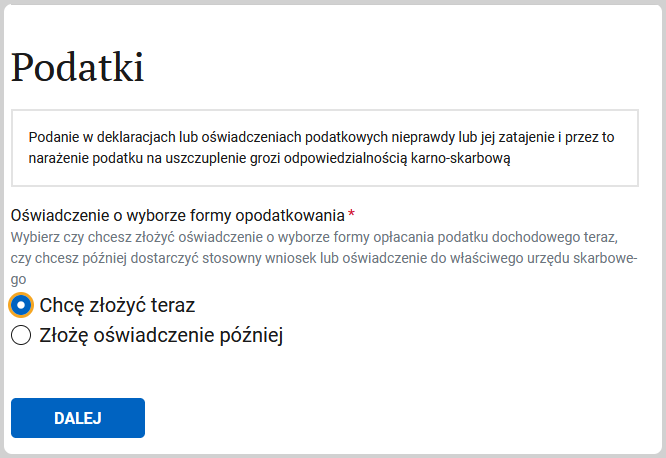 Podatki
Podanie w deklaracjach lub oświadczeniach podatkowych nieprawdy lub jej zatajenie i przez to
narażenie podatku na uszczuplenie grozi odpowiedzialnością karno-skarbową
Oświadczenie o wyborze formy opodatkowania *
Wybierz czy chcesz złożyć oświadczenie o wyborze formy opłacania podatku dochodowego teraz,
czy chcesz później dostarczyć stosowny wniosek lub oświadczenie do właściwego urzędu skarbowe-
go
Chcę złożyć teraz
Złożę oświadczenie później
DALEJ